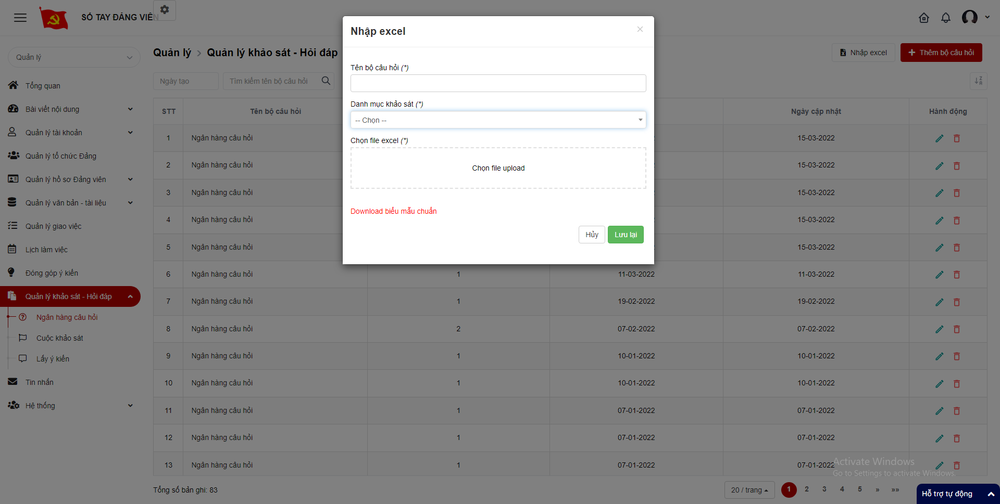 SỔ TAY ĐẢNG VIÊN
Quản lý
Tổng quan
Bài viết nội dung
Quản lý tài khoản
Quản lý tổ chức Đảng
Quản lý hồ sơ Đảng viên
Quản lý văn bản - tài liệu
Quản lý giao việc
Lịch làm việc
Đóng góp ý kiến
Quản lý khảo sát - Hỏi đáp
Ngân hàng câu hỏi
Cuộc khảo sát
Lấy ý kiến
Tin nhắn
Hệ thống
Quản lý > Quản lý khảo sát - Hỏi đáp
Nhập excel
+ Thêm bộ câu hỏi
Ngày tạo
Tìm kiếm tên bộ câu hỏi
Nhập excel ×
Tên bộ câu hỏi (*)
Danh mục khảo sát (*)
-- Chọn --
Chọn file excel (*)
Chọn file upload
Download biểu mẫu chuẩn
Hủy Lưu lại
STT Tên bộ câu hỏi Ngày cập nhật Hành động
1 Ngân hàng câu hỏi 15-03-2022
2 Ngân hàng câu hỏi 15-03-2022
3 Ngân hàng câu hỏi 15-03-2022
4 Ngân hàng câu hỏi 15-03-2022
5 Ngân hàng câu hỏi 15-03-2022
6 Ngân hàng câu hỏi 1 11-03-2022 11-03-2022
7 Ngân hàng câu hỏi 1 19-02-2022 19-02-2022
8 Ngân hàng câu hỏi 2 07-02-2022 07-02-2022
9 Ngân hàng câu hỏi 1 10-01-2022 10-01-2022
10 Ngân hàng câu hỏi 1 10-01-2022 10-01-2022
11 Ngân hàng câu hỏi 1 07-01-2022 07-01-2022
12 Ngân hàng câu hỏi 1 07-01-2022 07-01-2022
13 Ngân hàng câu hỏi 1 07-01-2022 07-01-2022
Activate Windows
Go to Settings to activate Windows.
Tổng số bản ghi: 83
20 / trang 1 2 3 4 5 » »»
Hỗ trợ tự động